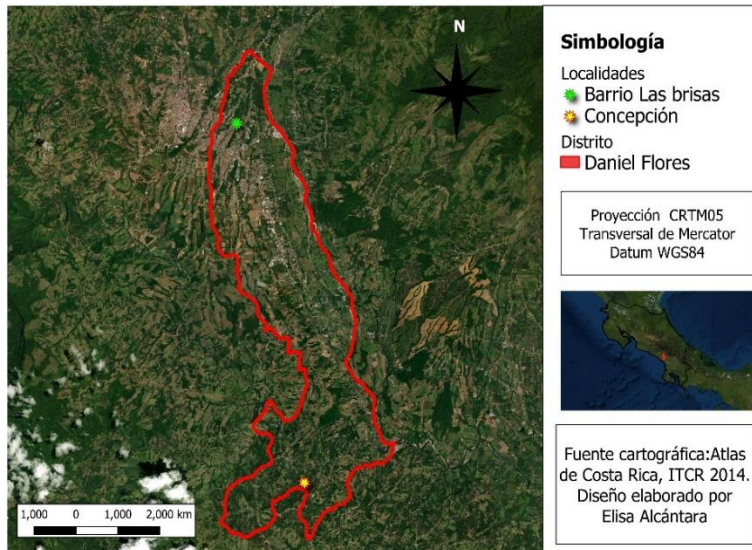 N
1,000 0 1,000 2,000 km
Simbología
Localidades
Barrio Las brisas
Concepción
Distrito
Daniel Flores
Proyección CRTM05
Transversal de Mercator
Datum WGS84
Fuente cartográfica:Atlas
de Costa Rica, ITCR 2014.
Diseño elaborado por
Elisa Alcántara